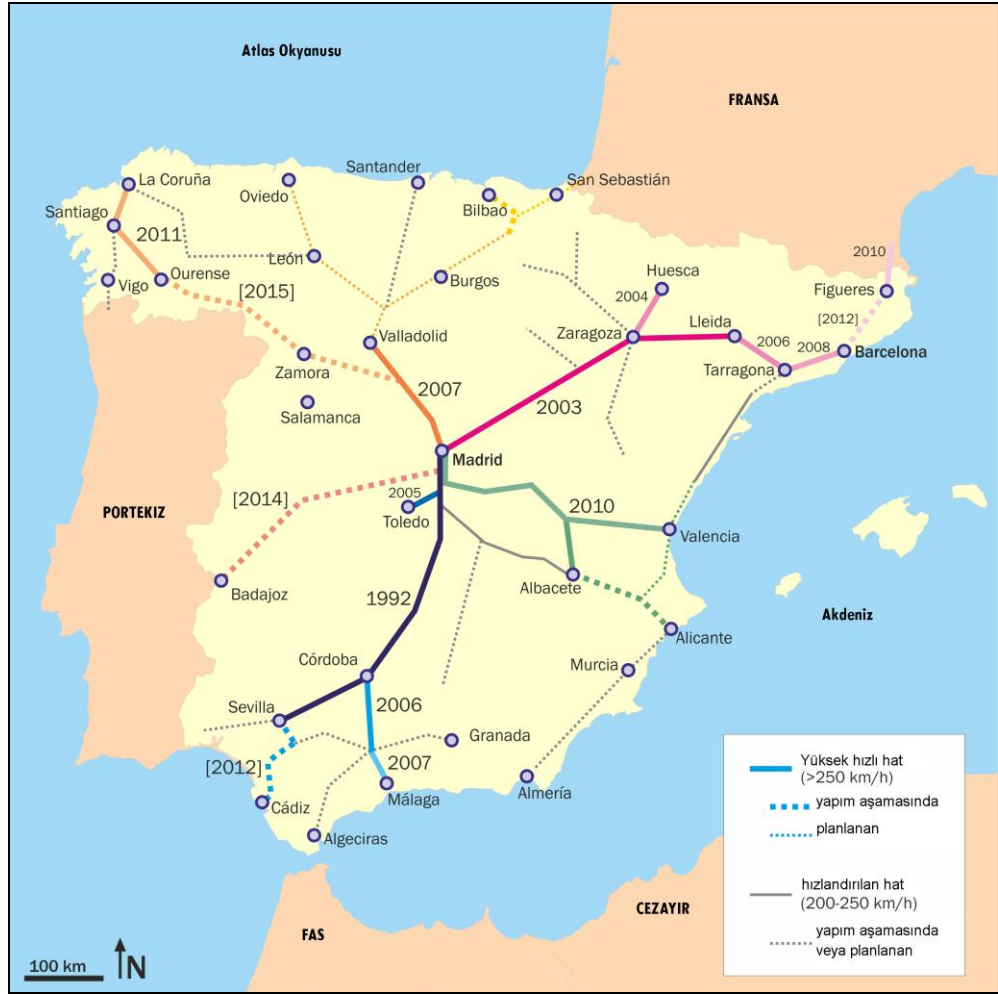 Atlas Okyanusu
FRANSA
La Coruña
Oviedo
Santander
San Sebastián
Bilbao
Santiago
2011
León
Vigo
Ourense
[2015]
Burgos
Huesca
2004
2010
Figueres
[2012]
Valladolid
Zaragoza
Lleida
2006
2008
Barcelona
Tarragona
Zamora
2007
Salamanca
2003
Madrid
[2014]
2005
Toledo
PORTEKIZ
2010
Valencia
Badajoz
1992
Albacete
Akdeniz
Alicante
Córdoba
Murcia
Sevilla
2006
Granada
[2012]
2007
Cádiz
Málaga
Almería
Algeciras
Yüksek hızlı hat
(>250 km/h)
yapım aşamasında
planlanan
hızlandırılan hat
(200-250 km/h)
yapım aşamasında
veya planlanan
CEZAYIR
FAS
100 km
N